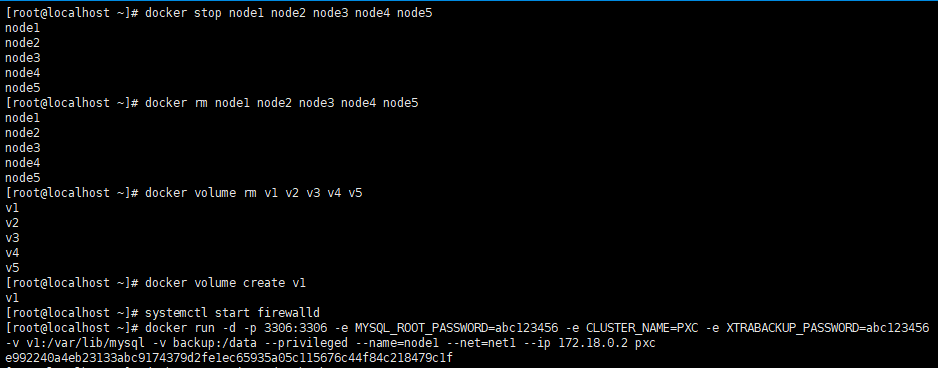 [root@localhost ~]# docker stop node1 node2 node3 node4 node5
node1
node2
node3
node4
node5
[root@localhost ~]# docker rm node1 node2 node3 node4 node5
node1
node2
node3
node4
node5
[root@localhost ~]# docker volume rm v1 v2 v3 v4 v5
v1
v2
v3
v4
v5
[root@localhost ~]# docker volume create v1
v1
[root@localhost ~]# systemctl start firewalld
[root@localhost ~]# docker run -d -p 3306:3306 -e MYSQL_ROOT_PASSWORD=abc123456 -e CLUSTER_NAME=PXC -e XTRABACKUP_PASSWORD=abc123456
-v v1:/var/lib/mysql -v backup:/data --privileged --name=node1 --net=net1 --ip 172.18.0.2 pxc
e992240a4eb23133abc9174379d2fe1ec65935a05c115676c44f84c218479c1f